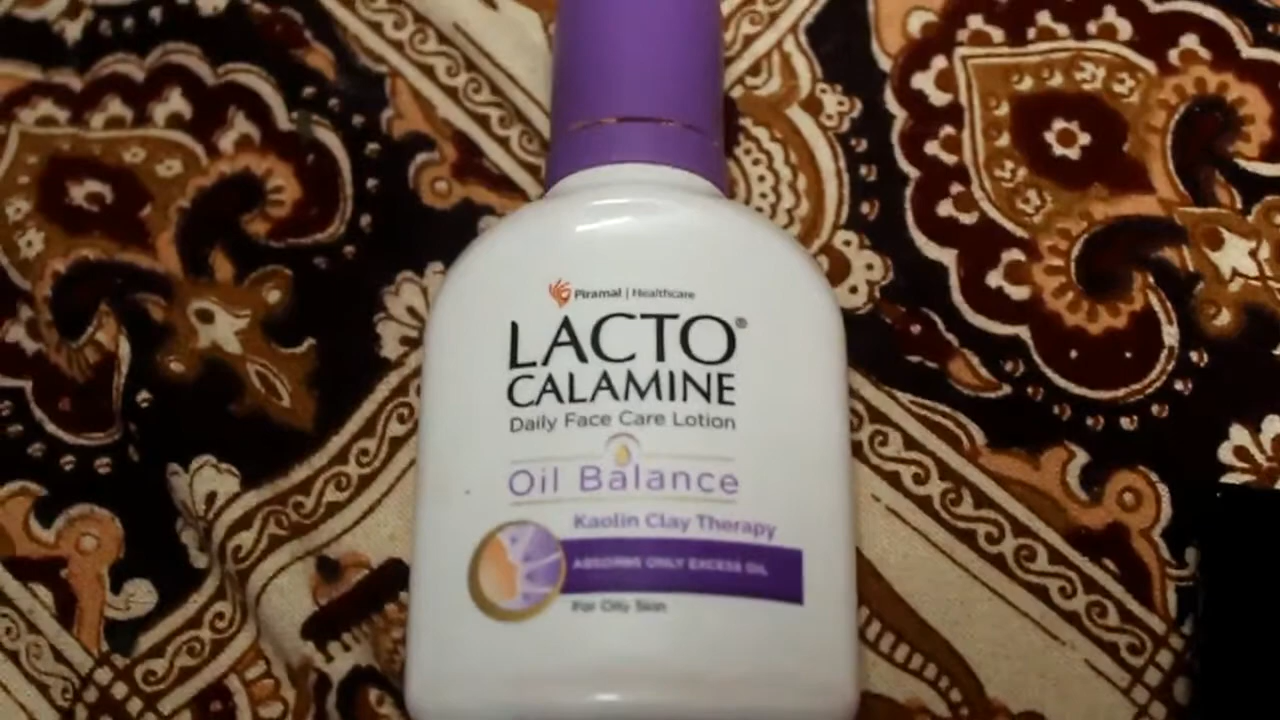 Piramal | Healthcare
LACTO®
CALAMINE
Daily Face Care Lotion
Oil Balance
Kaolin Clay Therapy
ABSORBS ONLY EXCESS OIL
For Oily Skin